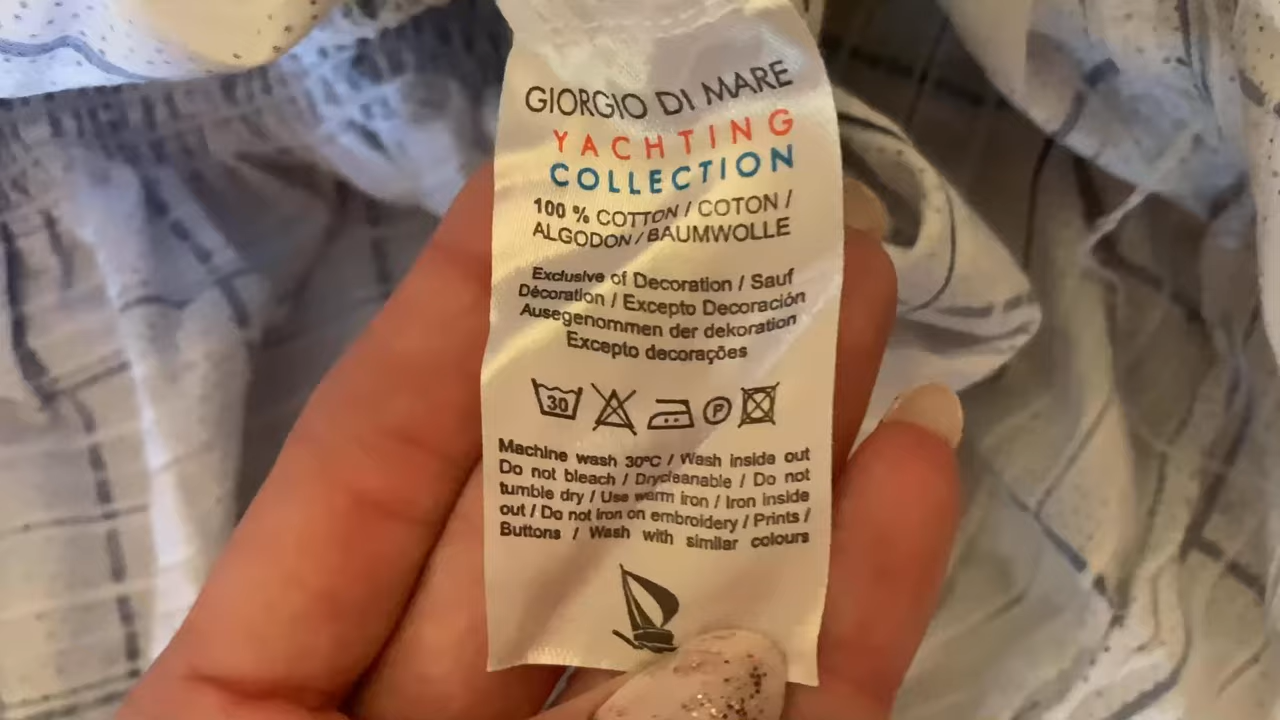 GIORGIO DI MARE
YACHTING
COLLECTION
100 % COTTON / COTON /
ALGODON / BAUMWOLLE
Exclusive of Decoration / Sauf
Décoration / Excepto Decoración
Ausegenommen der dekoration
Excepto decorações
30 P
Machine wash 30ºC / Wash inside out
Do not bleach / Drycleanable / Do not
tumble dry / Use warm iron / Iron inside
out / Do not iron on embroidery / Prints /
Buttons / Wash with similar colours